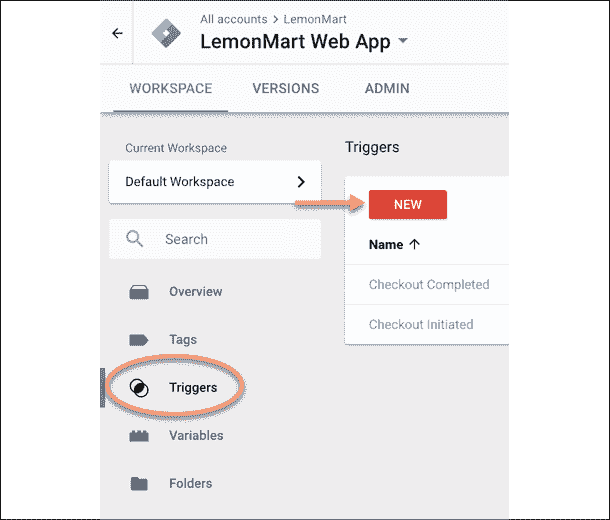 All accounts > LemonMart
LemonMart Web App
WORKSPACE VERSIONS ADMIN
Current Workspace
Default Workspace
Search
Overview
Tags
Triggers
Variables
Folders
Triggers
NEW
Name
Checkout Completed
Checkout Initiated